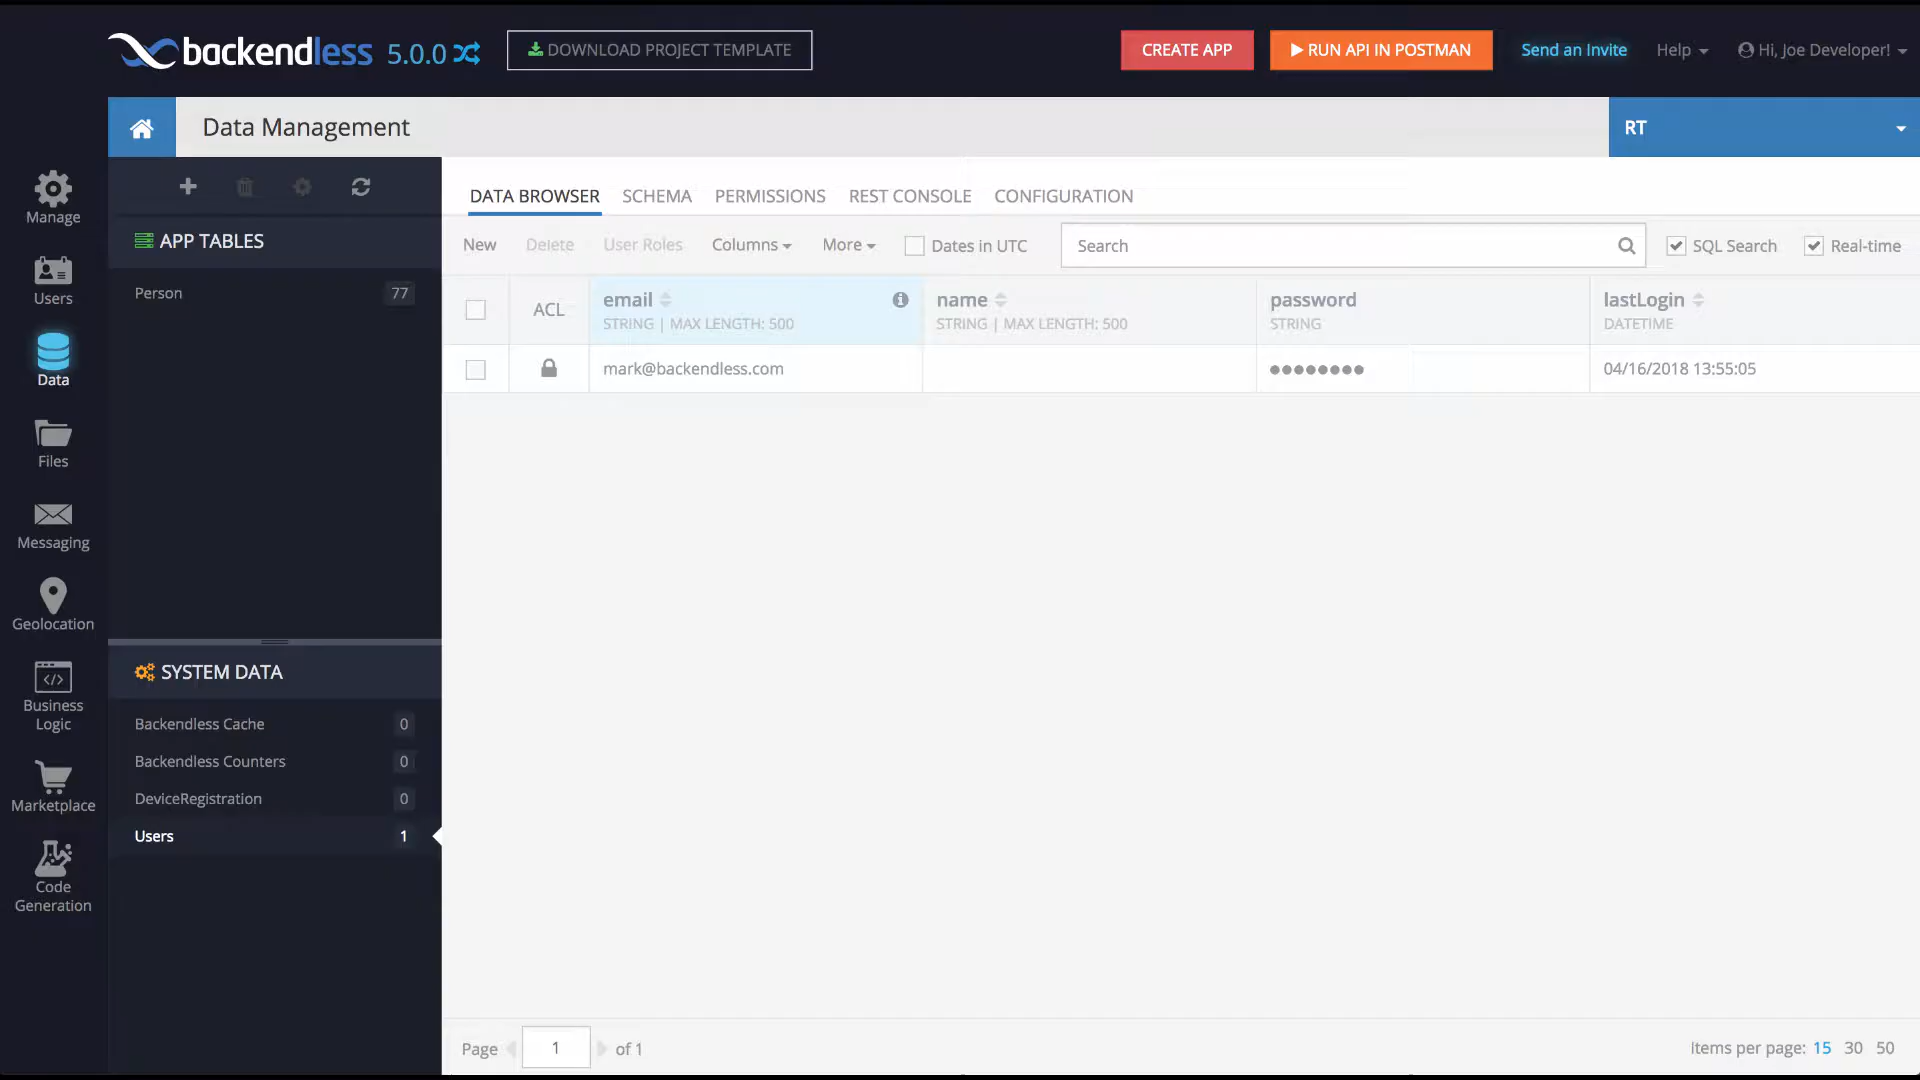 backendless 5.0.0
DOWNLOAD PROJECT TEMPLATE
CREATE APP
RUN API IN POSTMAN
Send an Invite
Help
Hi, Joe Developer!
Data Management
RT
Manage
Users
Data
Files
Messaging
Geolocation
Business
Logic
Marketplace
Code
Generation
APP TABLES
Person 77
SYSTEM DATA
Backendless Cache 0
Backendless Counters 0
DeviceRegistration 0
Users 1
DATA BROWSER SCHEMA PERMISSIONS REST CONSOLE CONFIGURATION
New Delete User Roles Columns More Dates in UTC Search SQL Search Real-time
ACL
email
STRING | MAX LENGTH: 500
name
STRING | MAX LENGTH: 500
password
STRING
lastLogin
DATETIME
mark@backendless.com ●●●●●●●● 04/16/2018 13:55:05
Page 1 of 1
Items per page: 15 30 50